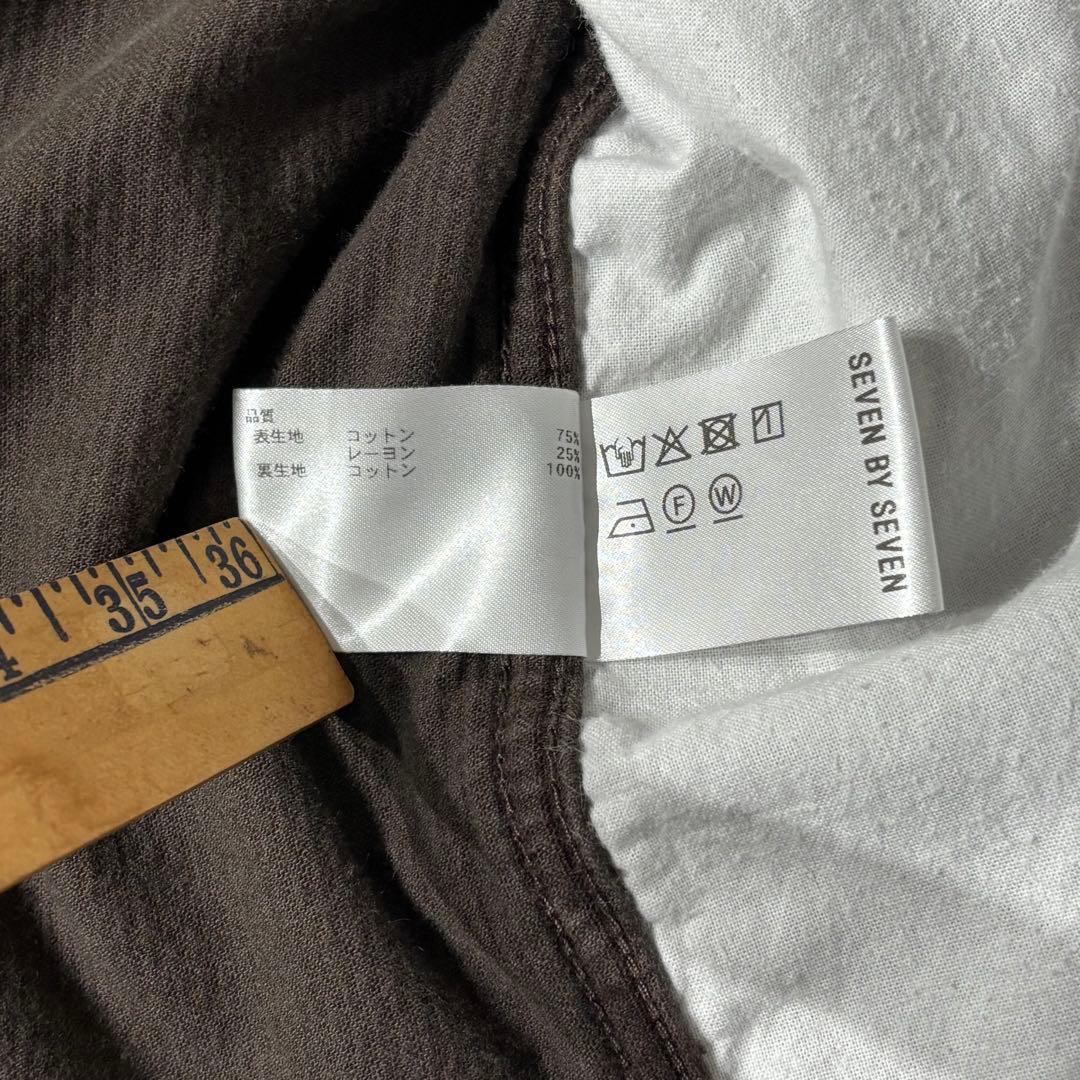 品質
表生地 コットン 75%
レーヨン 25%
裏生地 コットン 100%
F W
SEVEN BY SEVEN
4 35 36